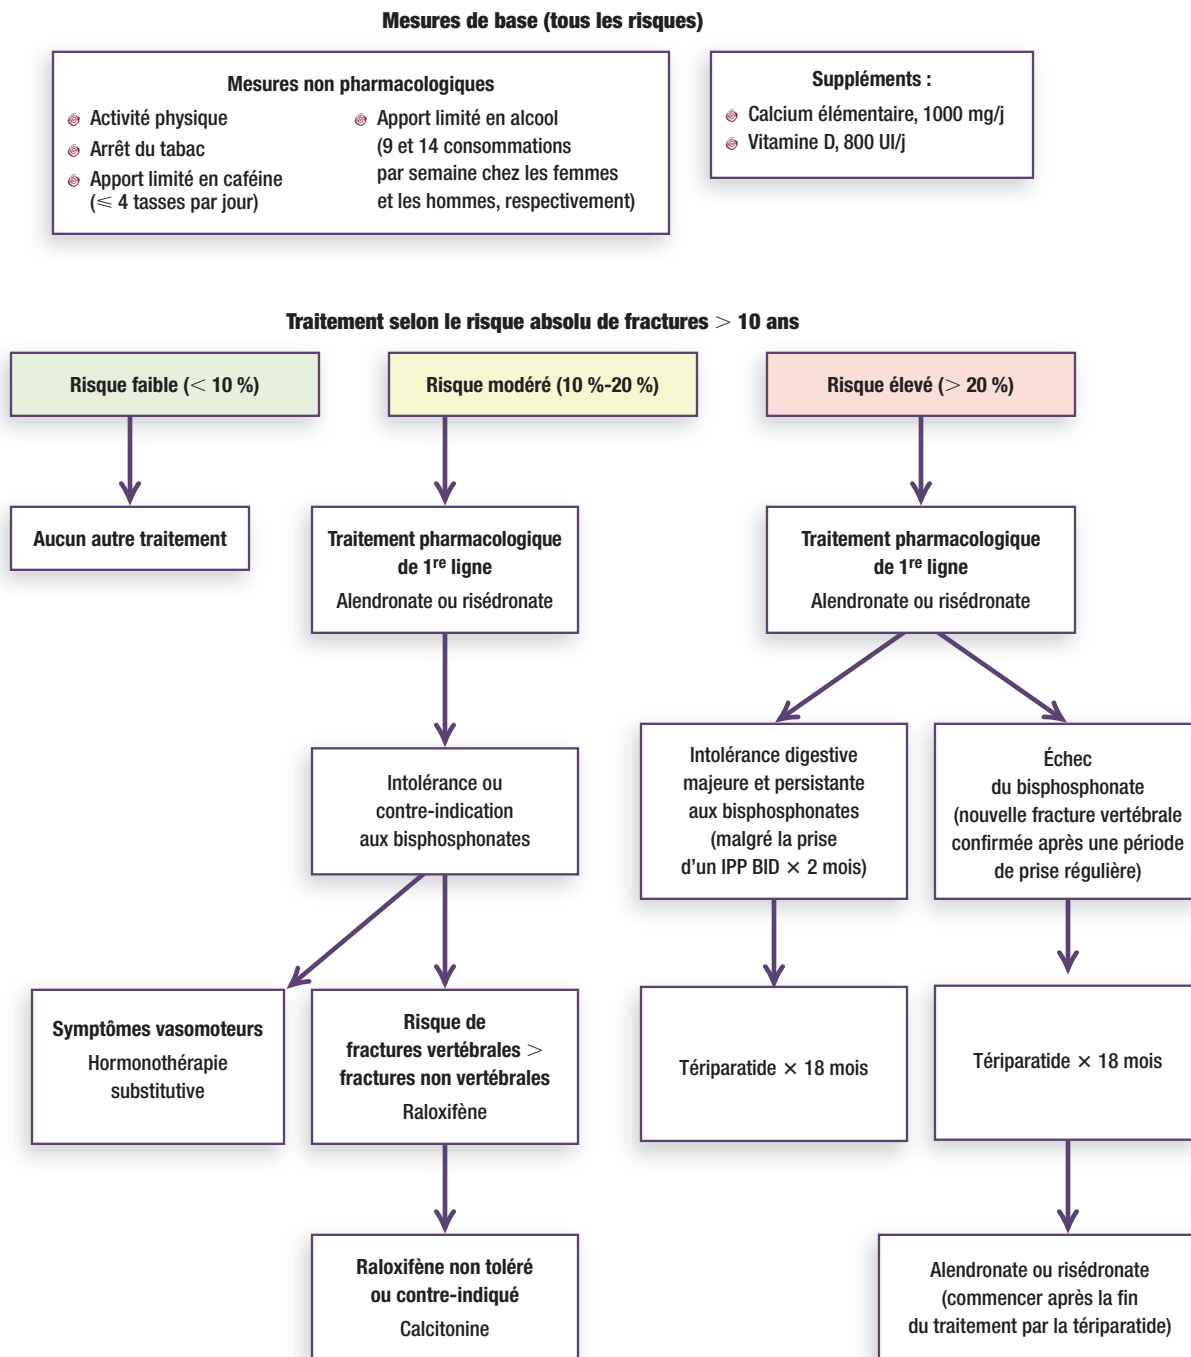 Mesures de base (tous les risques)
Mesures non pharmacologiques
Activité physique
Arrêt du tabac
Apport limité en caféine
(≤ 4 tasses par jour)
Apport limité en alcool
(9 et 14 consommations
par semaine chez les femmes
et les hommes, respectivement)
Suppléments :
Calcium élémentaire, 1000 mg/j
Vitamine D, 800 UI/j
Traitement selon le risque absolu de fractures > 10 ans
Risque faible (< 10 %)
Risque modéré (10 %-20 %)
Risque élevé (> 20 %)
Aucun autre traitement
Traitement pharmacologique
de 1re ligne
Alendronate ou risédronate
Traitement pharmacologique
de 1re ligne
Alendronate ou risédronate
Intolérance ou
contre-indication
aux bisphosphonates
Intolérance digestive
majeure et persistante
aux bisphosphonates
(malgré la prise
d'un IPP BID × 2 mois)
Échec
du bisphosphonate
(nouvelle fracture vertébrale
confirmée après une période
de prise régulière)
Symptômes vasomoteurs
Hormonothérapie
substitutive
Risque de
fractures vertébrales >
fractures non vertébrales
Raloxifène
Tériparatide × 18 mois
Tériparatide × 18 mois
Raloxifène non toléré
ou contre-indiqué
Calcitonine
Alendronate ou risédronate
(commencer après la fin
du traitement par la tériparatide)